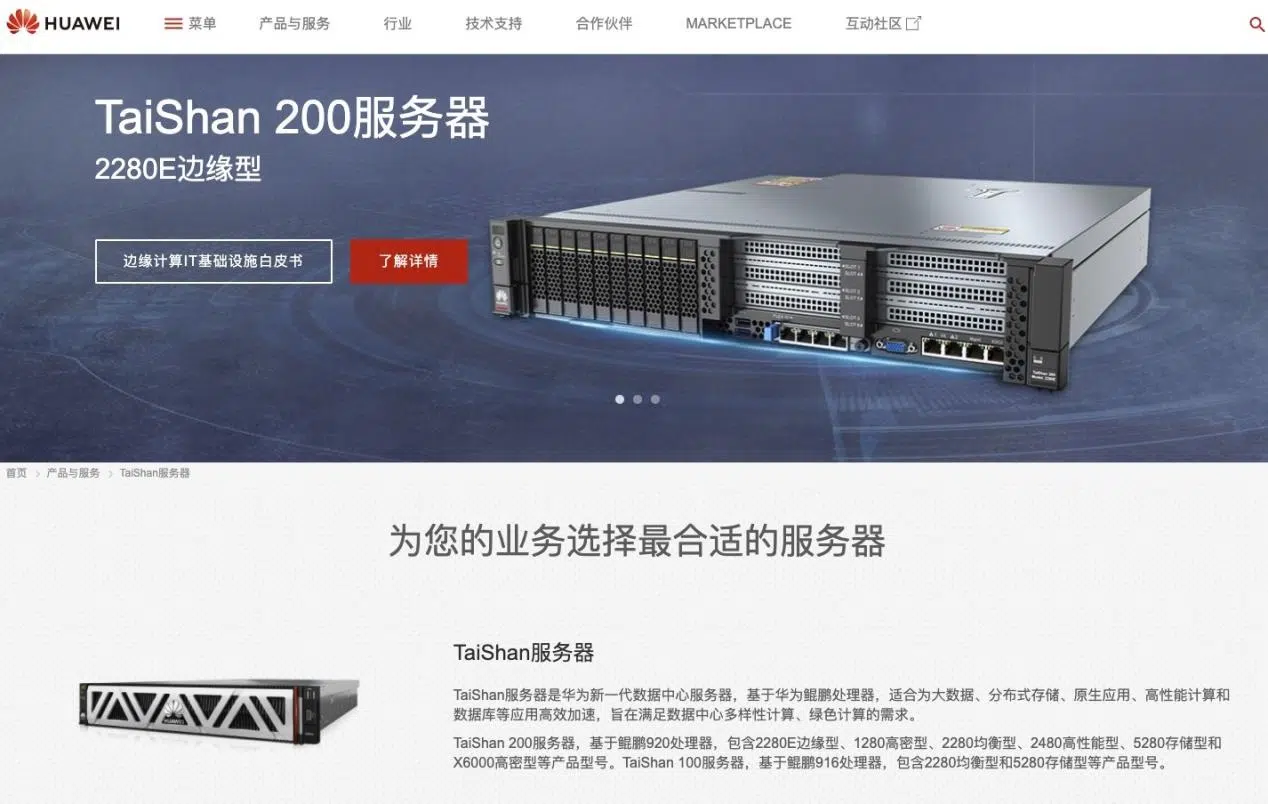 HUAWEI 菜单 产品与服务 行业 技术支持 合作伙伴 MARKETPLACE 互动社区
TaiShan 200服务器
2280E边缘型
边缘计算IT基础设施白皮书 了解详情
首页 > 产品与服务 > TaiShan服务器
为您的业务选择最合适的服务器
HUAWEI
TaiShan服务器
TaiShan服务器是华为新一代数据中心服务器，基于华为鲲鹏处理器，适合为大数据、分布式存储、原生应用、高性能计算和
数据库等应用高效加速，旨在满足数据中心多样性计算、绿色计算的需求。
TaiShan 200服务器，基于鲲鹏920处理器，包含2280E边缘型、1280高密型、2280均衡型、2480高性能型、5280存储型和
X6000高密型等产品型号。TaiShan 100服务器，基于鲲鹏916处理器，包含2280均衡型和5280存储型等产品型号。